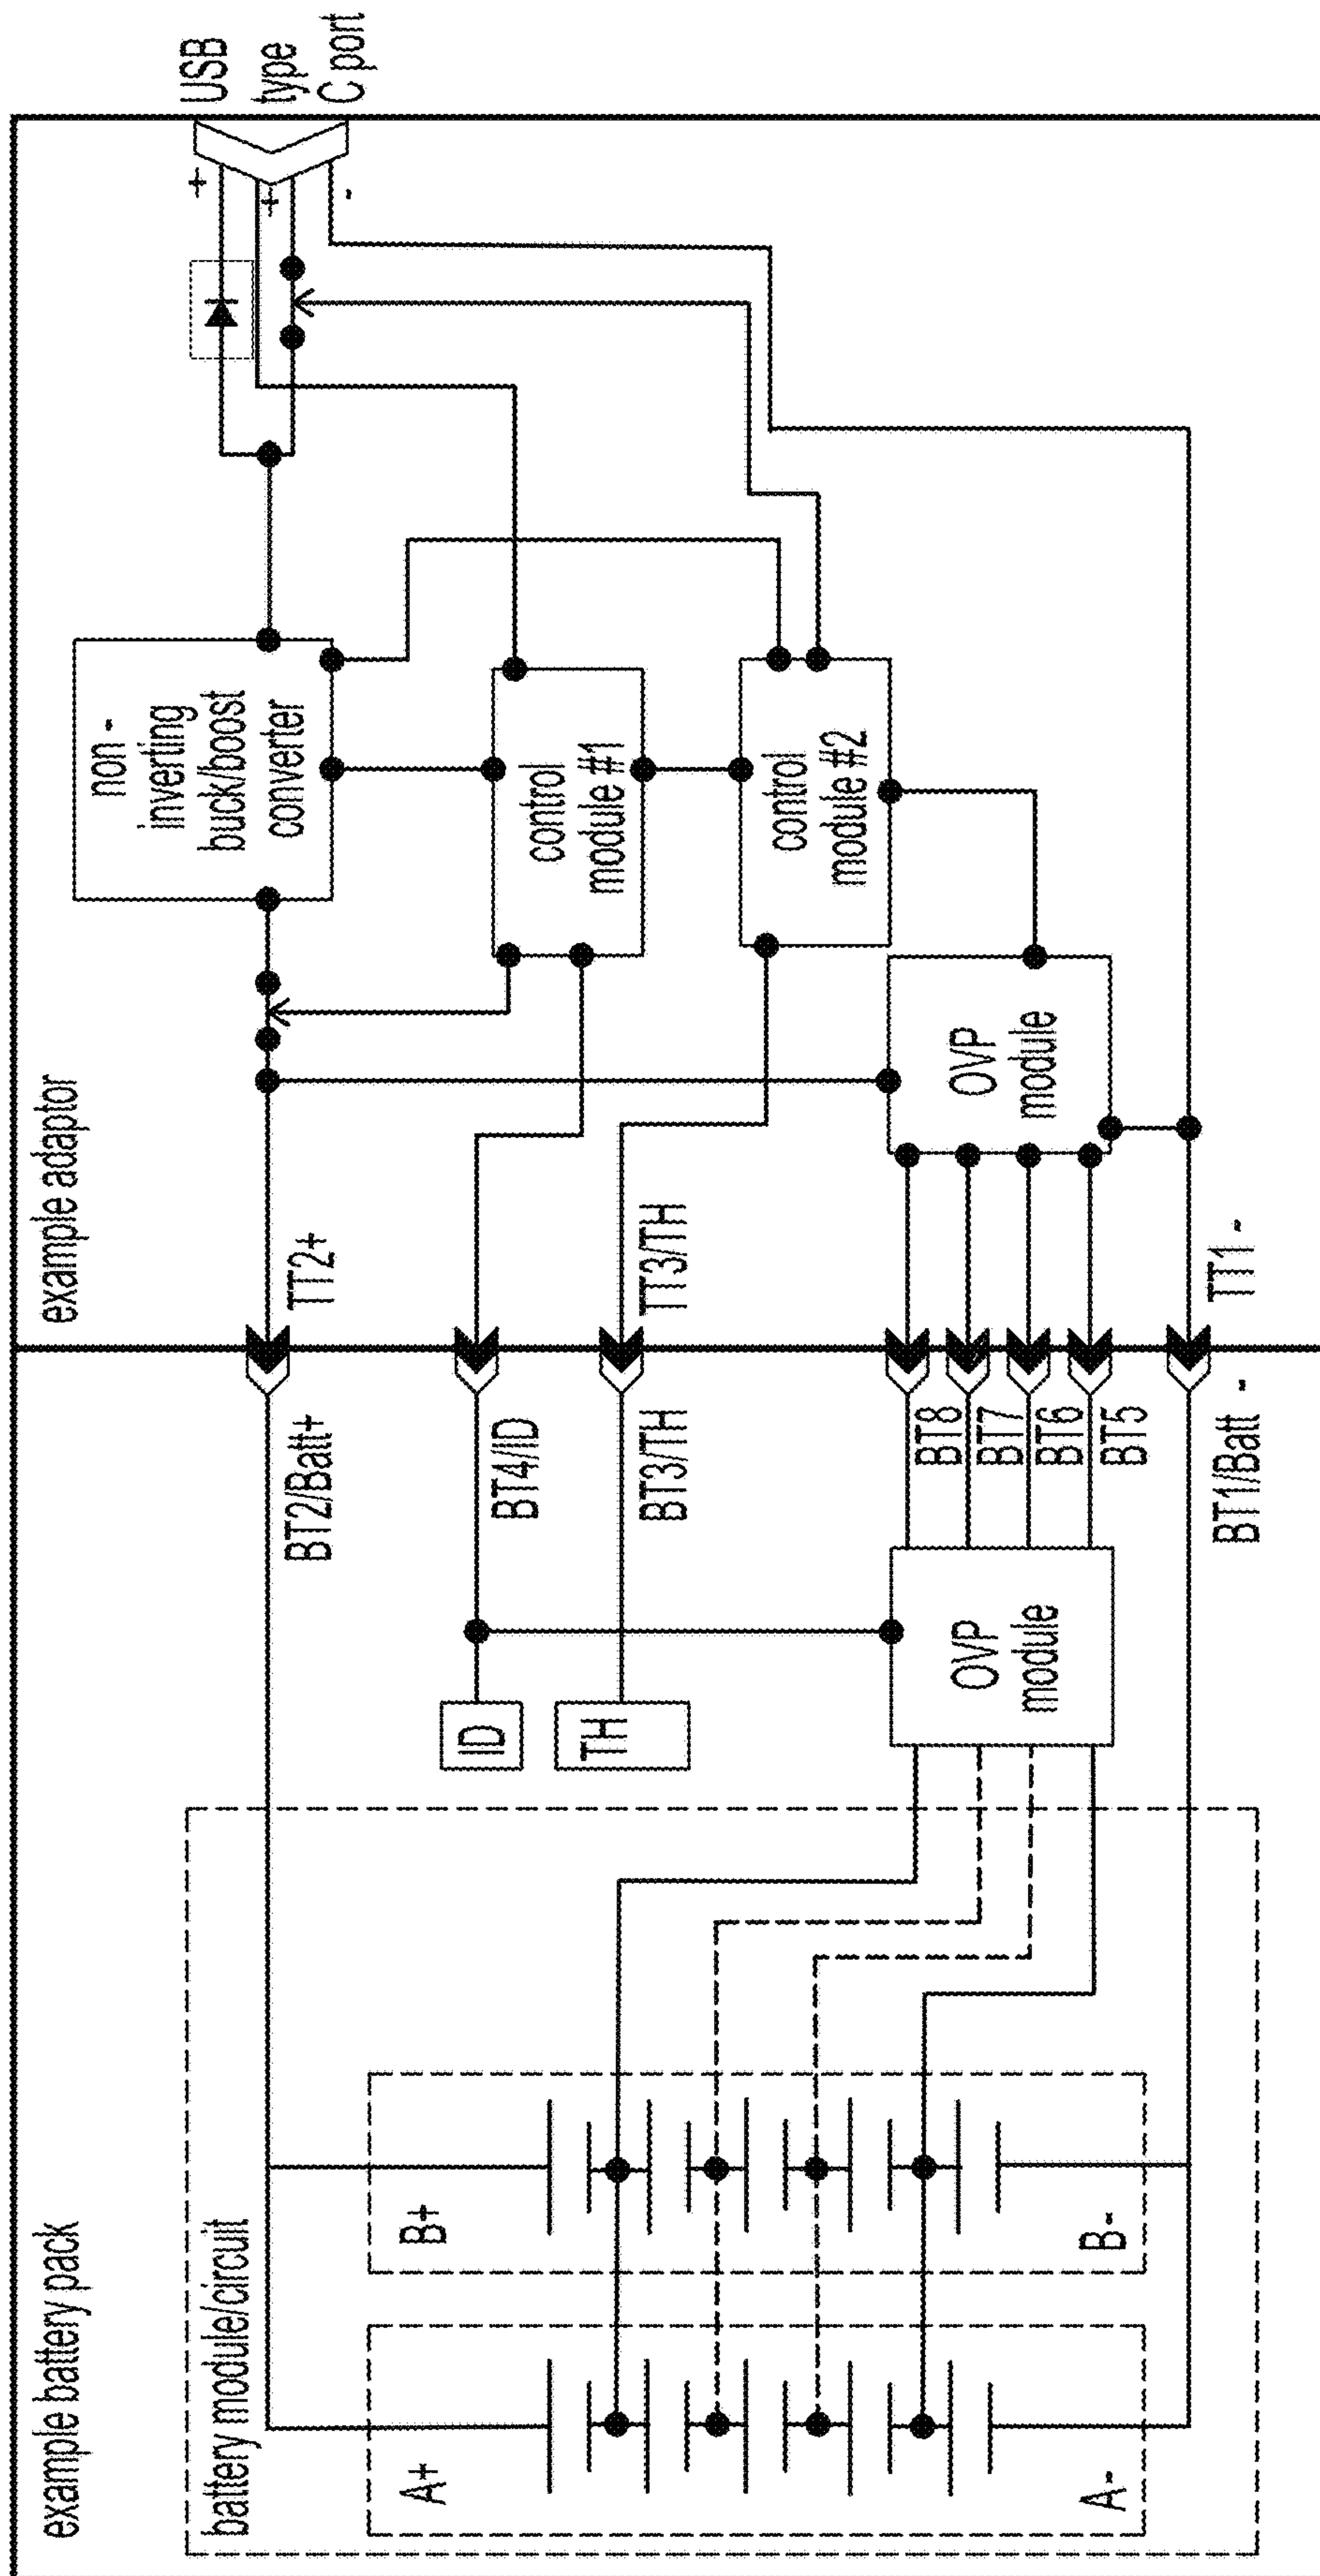 example battery pack
battery module/circuit
A+
A-
B+
B-
ID
TH
OVP
module
BT2/Batt+
BT4/ID
BT3/TH
BT8
BT7
BT6
BT5
BT1/Batt -
example adaptor
TT2+
TT3/TH
TT1 -
OVP
module
non -
inverting
buck/boost
converter
control
module #1
control
module #2
+
+
-
USB
type
C port